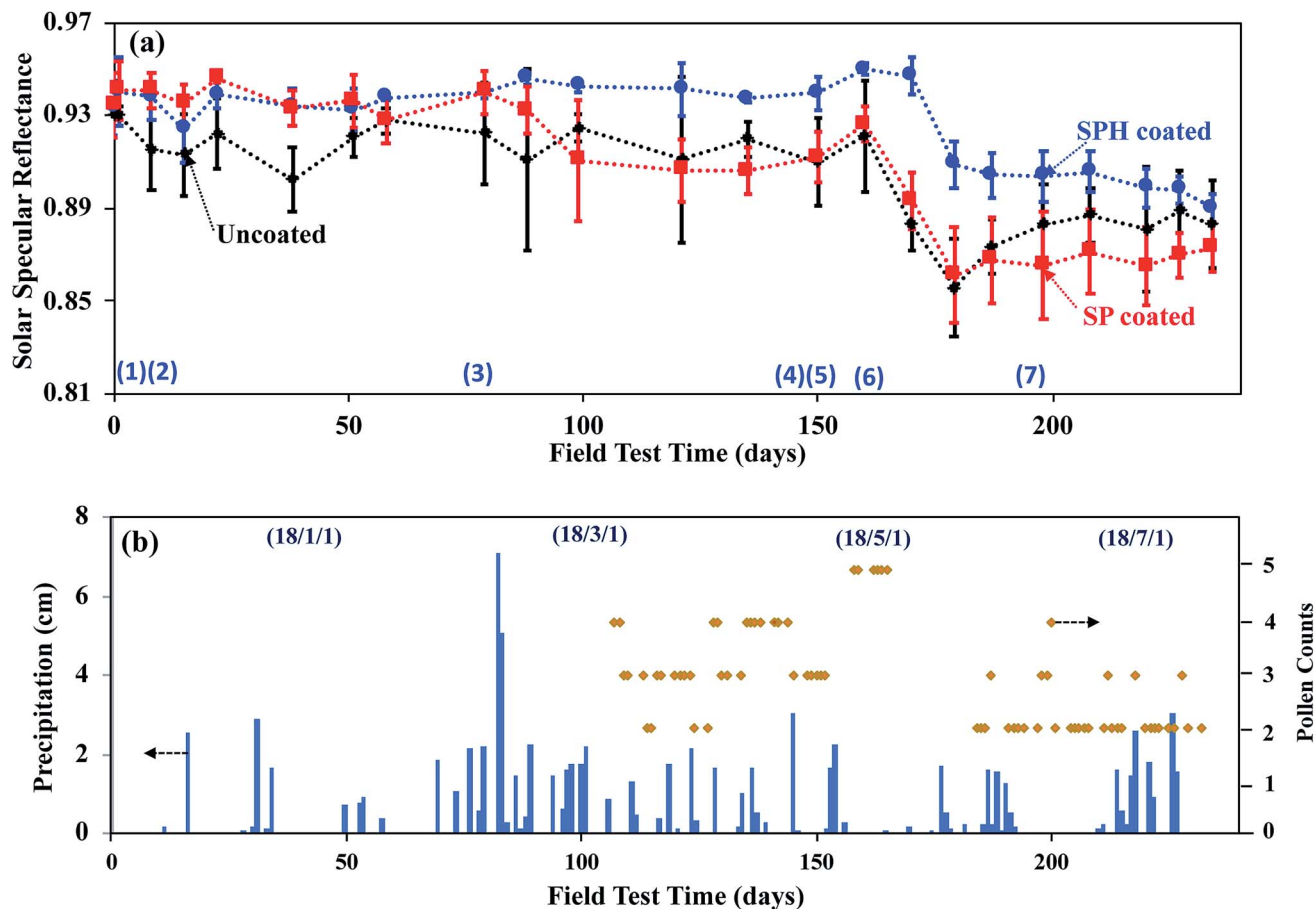 (a)
0.97
0.93
0.89
0.85
0.81
Solar Specular Reflectance
SPH coated
Uncoated
SP coated
(1)(2) (3) (4)(5) (6) (7)
0 50 100 150 200
Field Test Time (days)
(b)
(18/1/1) (18/3/1) (18/5/1) (18/7/1)
8
6
4
2
0
Precipitation (cm)
5
4
3
2
1
0
Pollen Counts
0 50 100 150 200
Field Test Time (days)